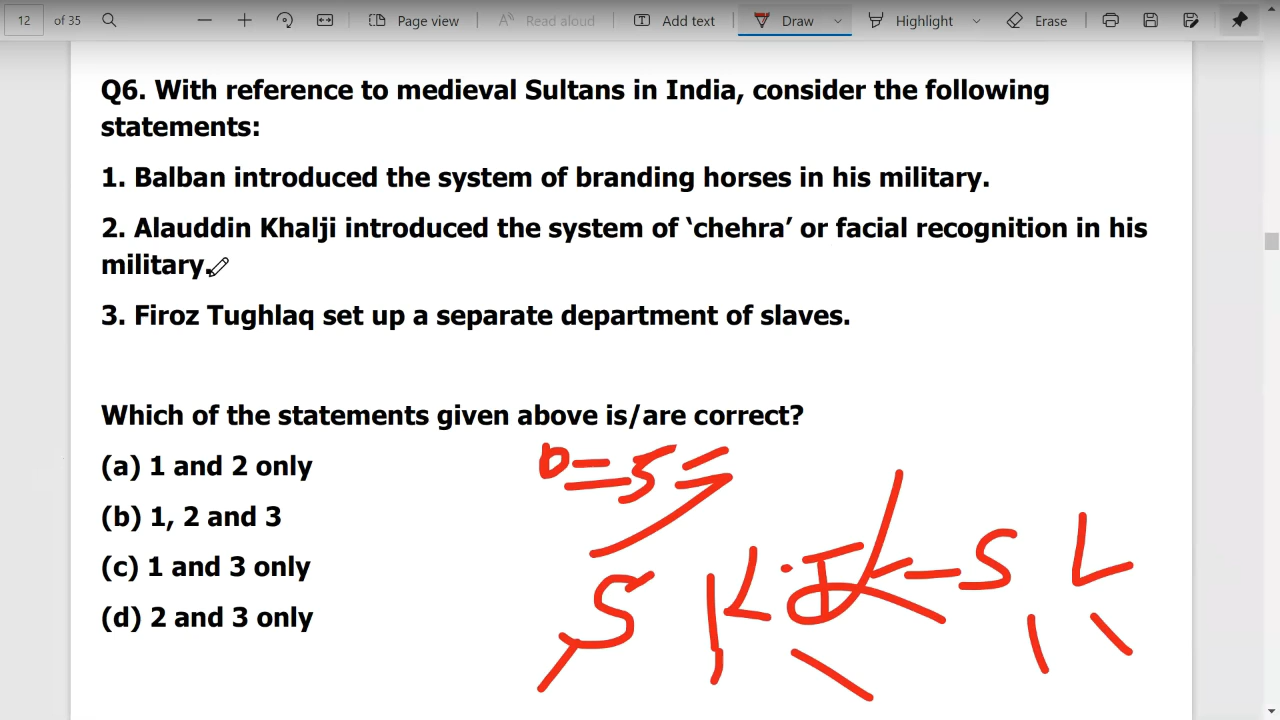 12 of 35 Page view Read aloud Add text Draw Highlight Erase
Q6. With reference to medieval Sultans in India, consider the following
statements:
1. Balban introduced the system of branding horses in his military.
2. Alauddin Khalji introduced the system of ‘chehra’ or facial recognition in his
military.
3. Firoz Tughlaq set up a separate department of slaves.
Which of the statements given above is/are correct?
(a) 1 and 2 only
(b) 1, 2 and 3
(c) 1 and 3 only
(d) 2 and 3 only